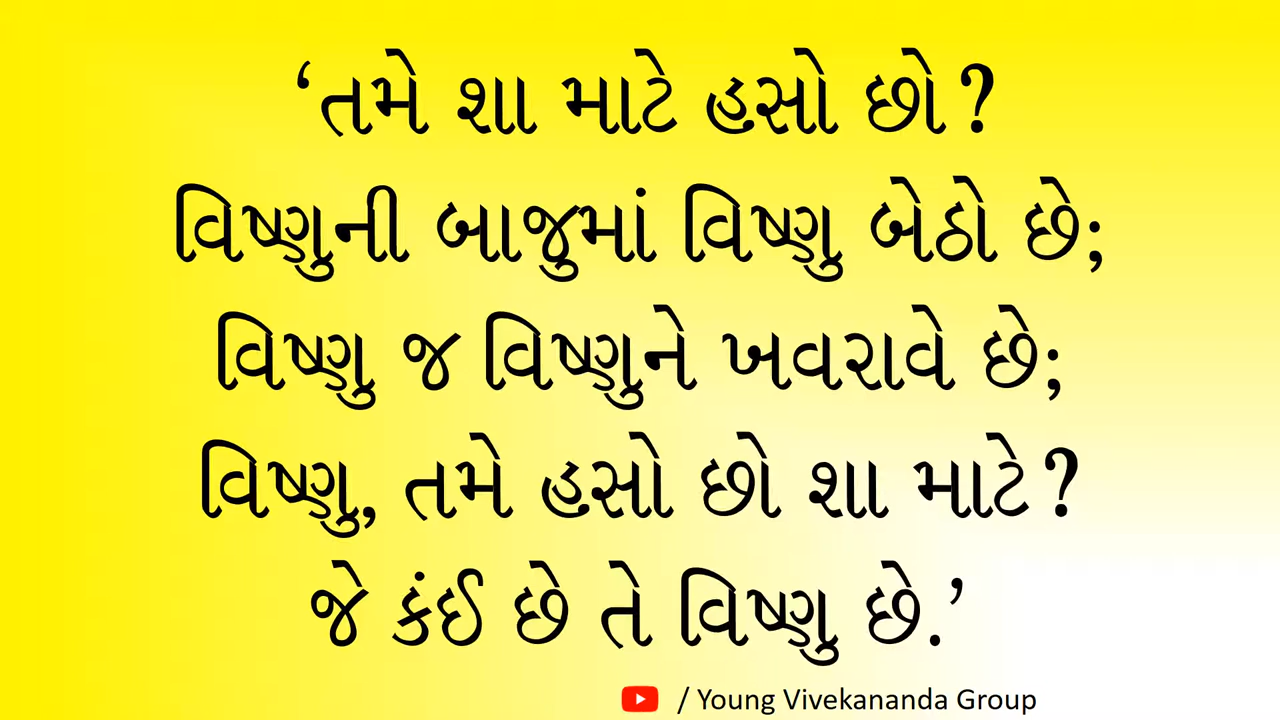 ‘તમે શા માટે હસો છો?
વિષ્ણુની બાજુમાં વિષ્ણુ બેઠો છે;
વિષ્ણુ જ વિષ્ણુને ખવરાવે છે;
વિષ્ણુ, તમે હસો છો શા માટે?
જે કંઈ છે તે વિષ્ણુ છે.’
/ Young Vivekananda Group